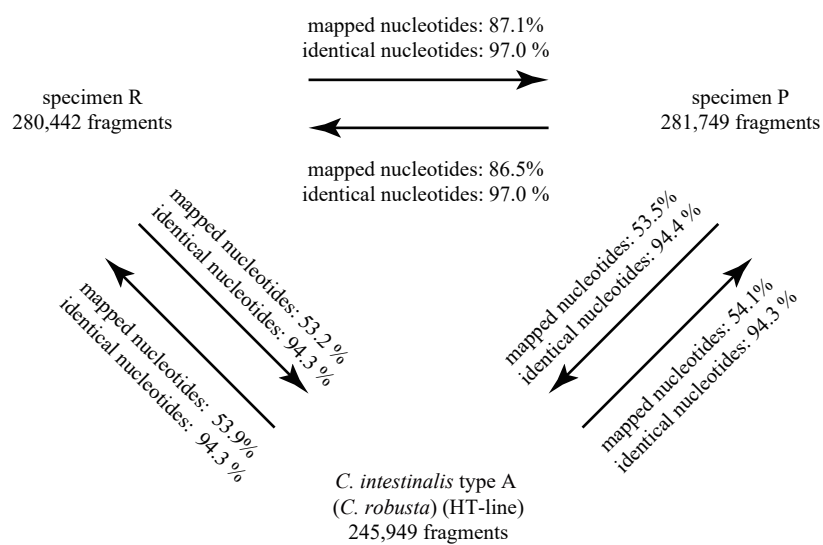 mapped nucleotides: 87.1%
identical nucleotides: 97.0 %
specimen R
280,442 fragments
specimen P
281,749 fragments
mapped nucleotides: 86.5%
identical nucleotides: 97.0 %
mapped nucleotides: 53.2 %
identical nucleotides: 94.3 %
mapped nucleotides: 53.9%
identical nucleotides: 94.3 %
mapped nucleotides: 53.5%
identical nucleotides: 94.4 %
mapped nucleotides: 54.1%
identical nucleotides: 94.3 %
C. intestinalis type A
(C. robusta) (HT-line)
245,949 fragments